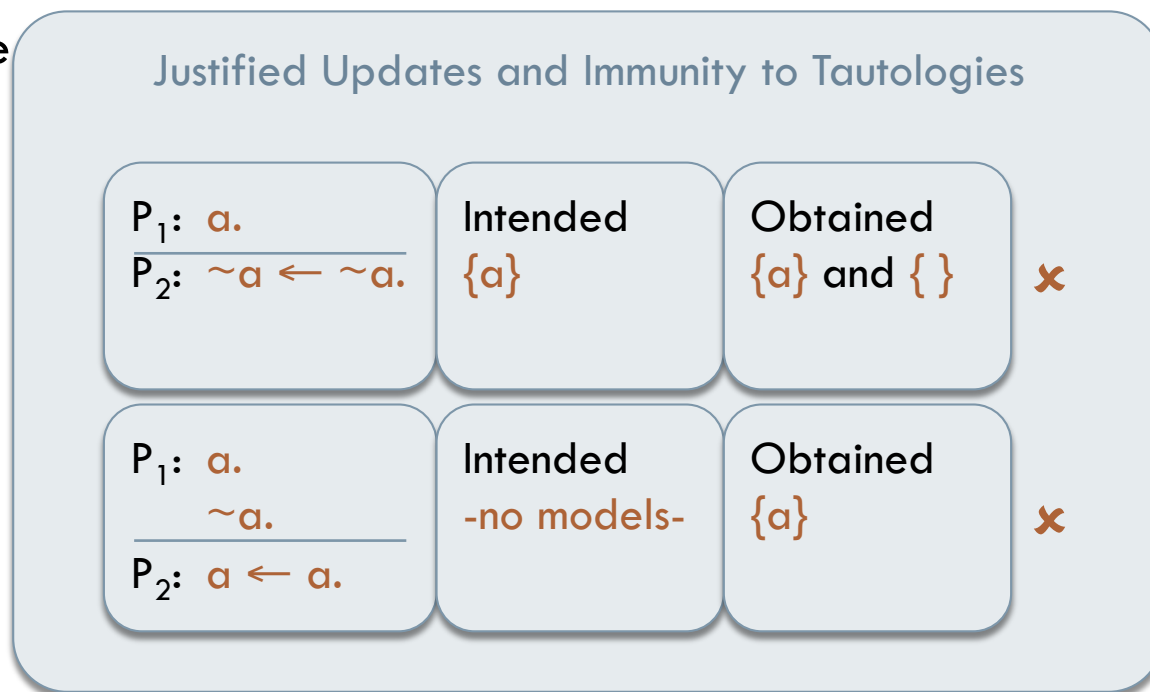 e
Justified Updates and Immunity to Tautologies
P₁: a.
P₂: ~a ← ~a.
Intended
{a}
Obtained
{a} and { }
✘
P₁: a.
~a.
P₂: a ← a.
Intended
-no models-
Obtained
{a}
✘